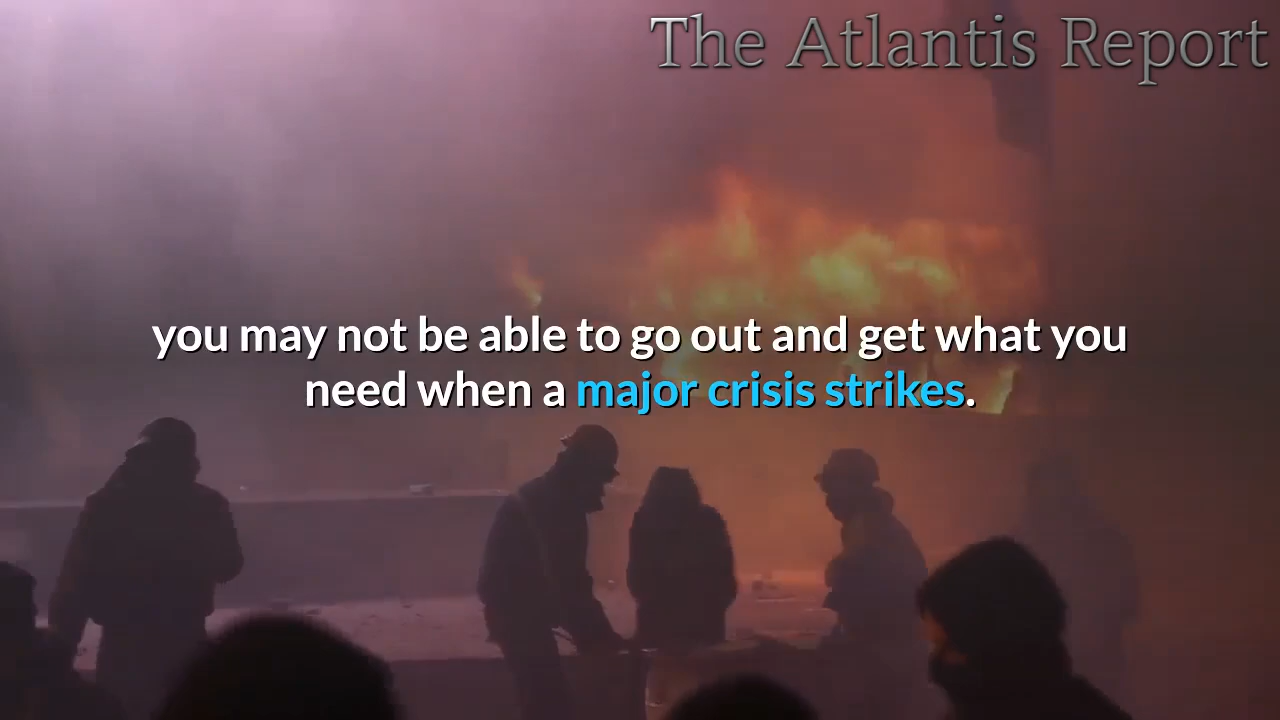 The Atlantis Report
you may not be able to go out and get what you
need when a major crisis strikes.